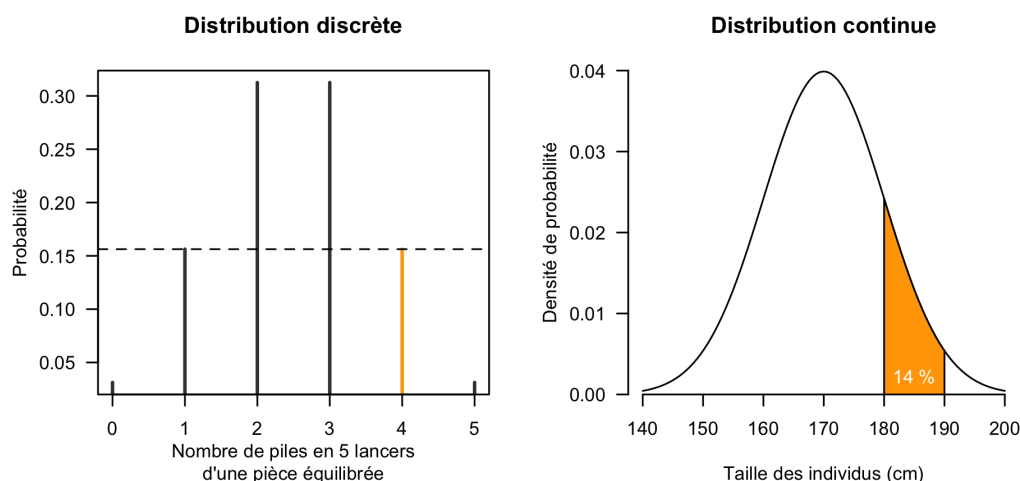 Distribution discrète
Probabilité
0.30
0.25
0.20
0.15
0.10
0.05
0 1 2 3 4 5
Nombre de piles en 5 lancers
d'une pièce équilibrée
Distribution continue
Densité de probabilité
0.04
0.03
0.02
0.01
0.00
14 %
140 150 160 170 180 190 200
Taille des individus (cm)